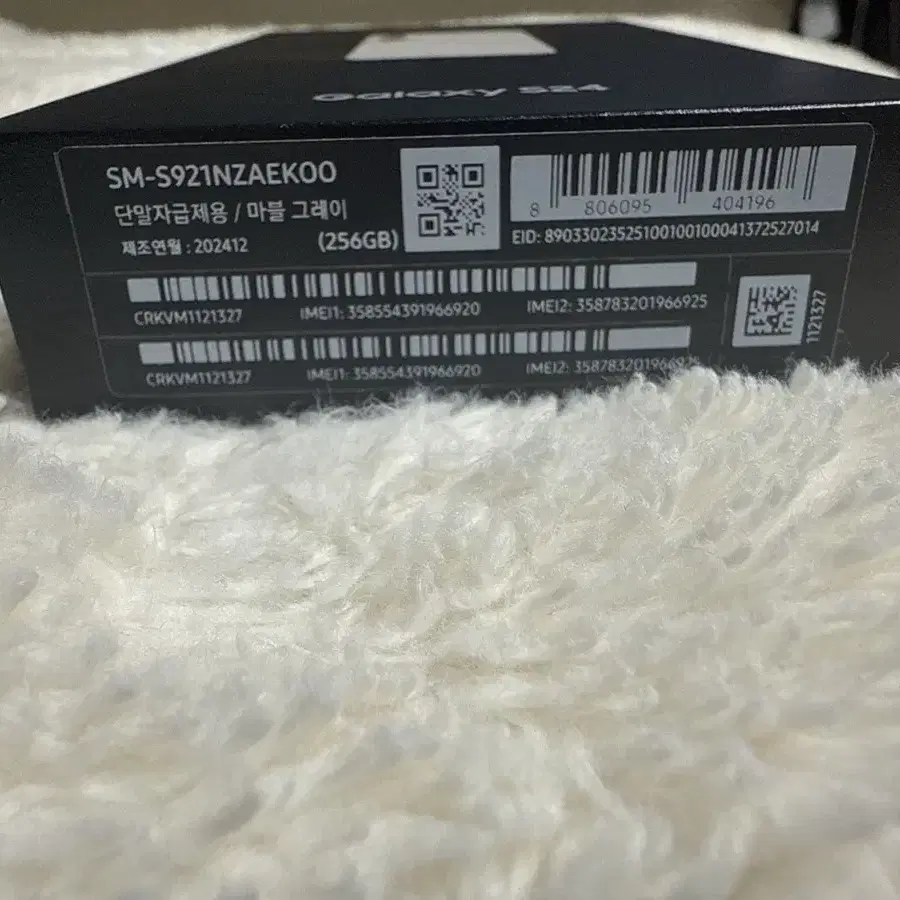 Galaxy S24
SM-S921NZAEKOO
단말자급제용 / 마블 그레이
제조연월 : 202412 (256GB)
8 806095 404196
EID: 89033023525100100100041372527014
CRKVM1121327 IMEI1: 358554391966920 IMEI2: 358783201966925
1121327
CRKVM1121327 IMEI1: 358554391966920 IMEI2: 358783201966925